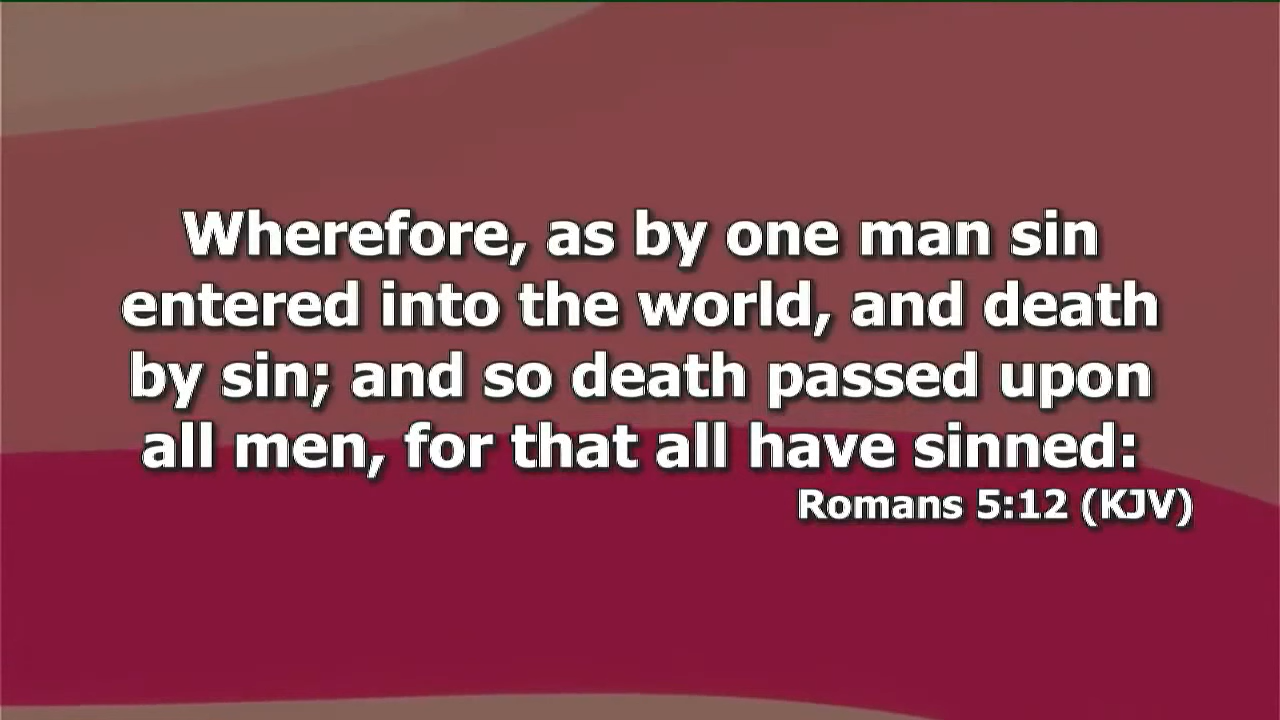 Wherefore, as by one man sin
entered into the world, and death
by sin; and so death passed upon
all men, for that all have sinned:
Romans 5:12 (KJV)